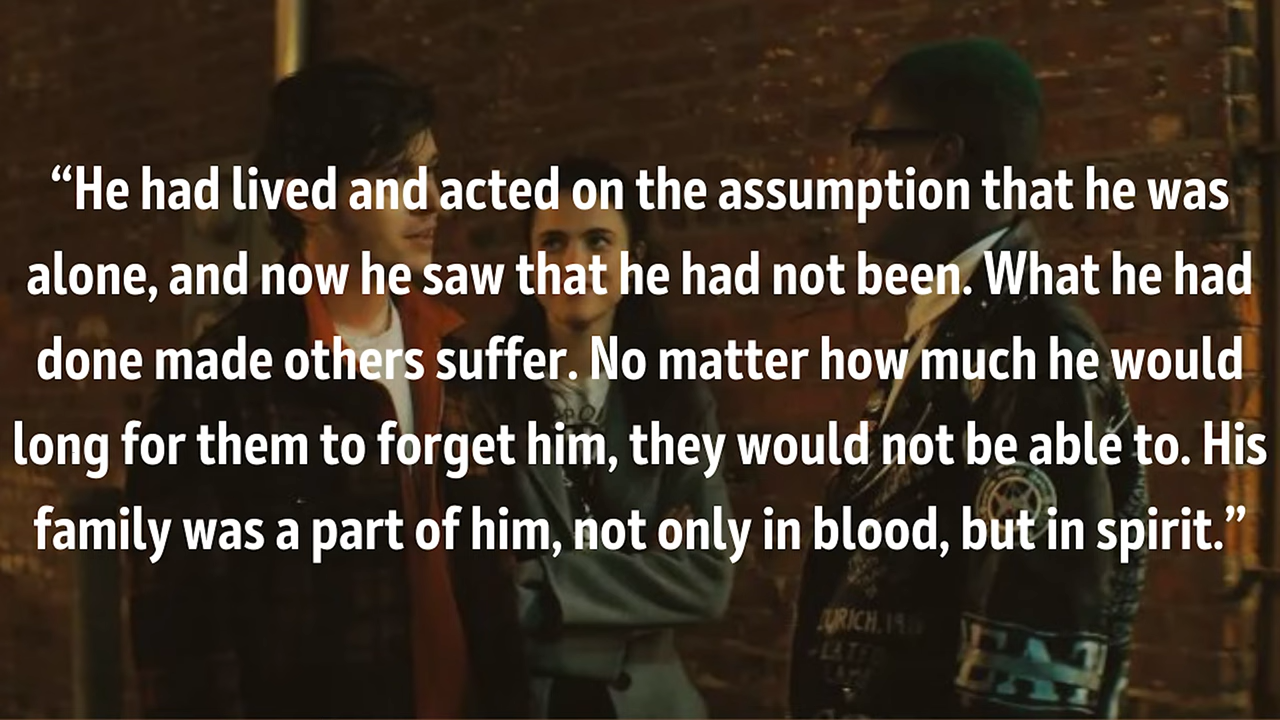 “He had lived and acted on the assumption that he was
alone, and now he saw that he had not been. What he had
done made others suffer. No matter how much he would
long for them to forget him, they would not be able to. His
family was a part of him, not only in blood, but in spirit.”